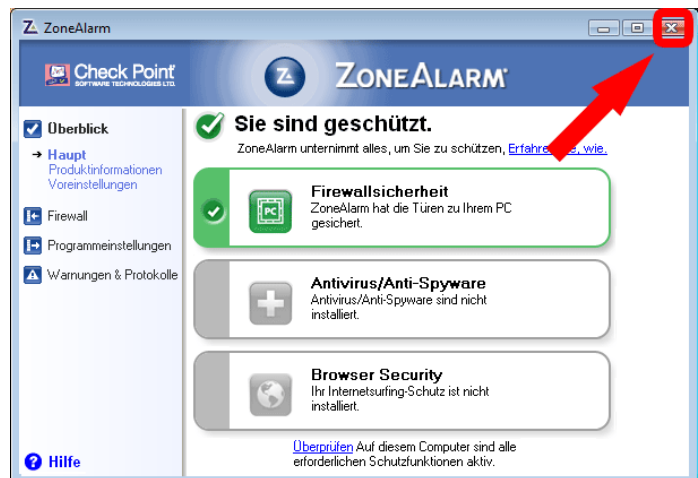 ZoneAlarm
Check Point
SOFTWARE TECHNOLOGIES LTD.
ZONEALARM
Überblick
Haupt
Produktinformationen
Voreinstellungen
Firewall
Programmeinstellungen
Warnungen & Protokolle
Hilfe
Sie sind geschützt.
ZoneAlarm unternimmt alles, um Sie zu schützen, wie.
Firewallsicherheit
ZoneAlarm hat die Türen zu Ihrem PC
gesichert.
PC
Antivirus/Anti-Spyware
Antivirus/Anti-Spyware sind nicht
installiert.
Browser Security
Ihr Internetsurfing-Schutz ist nicht
installiert.
Überprüfen Auf diesem Computer sind alle
erforderlichen Schutzfunktionen aktiv.